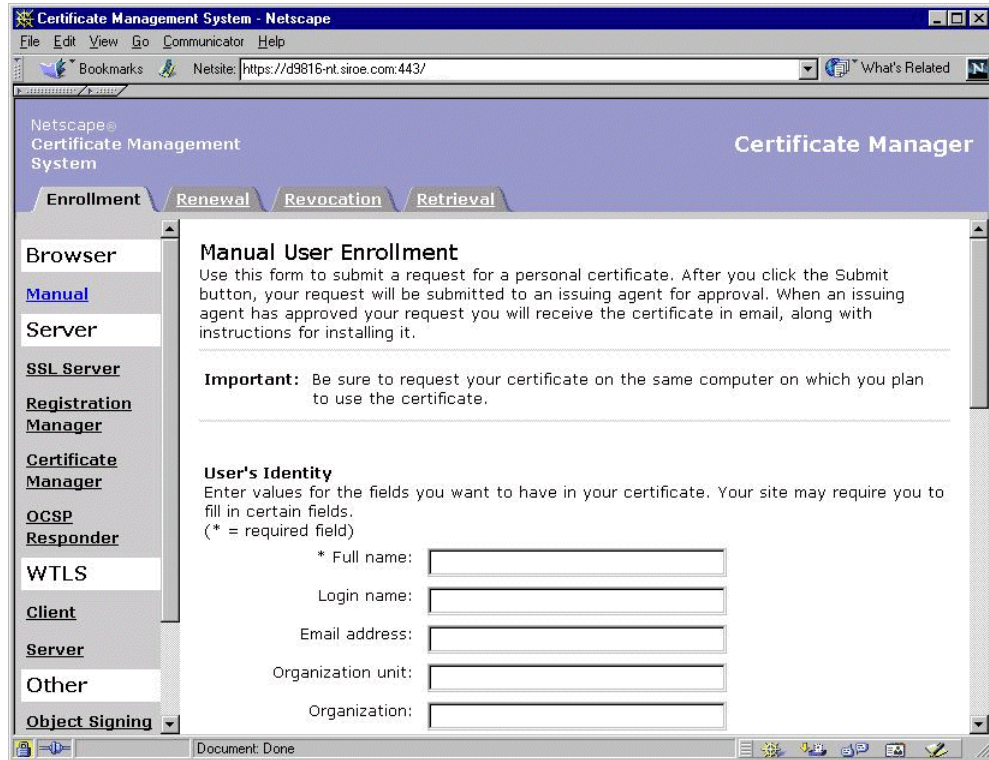 Certificate Management System - Netscape
File Edit View Go Communicator Help
Bookmarks Netsite: https://d9816-nt.siroe.com:443/ What's Related N
Netscape®
Certificate Management
System
Certificate Manager
Enrollment Renewal Revocation Retrieval
Browser
Manual
Server
SSL Server
Registration
Manager
Certificate
Manager
OCSP
Responder
WTLS
Client
Server
Other
Object Signing
Manual User Enrollment
Use this form to submit a request for a personal certificate. After you click the Submit
button, your request will be submitted to an issuing agent for approval. When an issuing
agent has approved your request you will receive the certificate in email, along with
instructions for installing it.
Important: Be sure to request your certificate on the same computer on which you plan
to use the certificate.
User's Identity
Enter values for the fields you want to have in your certificate. Your site may require you to
fill in certain fields.
(* = required field)
* Full name:
Login name:
Email address:
Organization unit:
Organization:
Document: Done